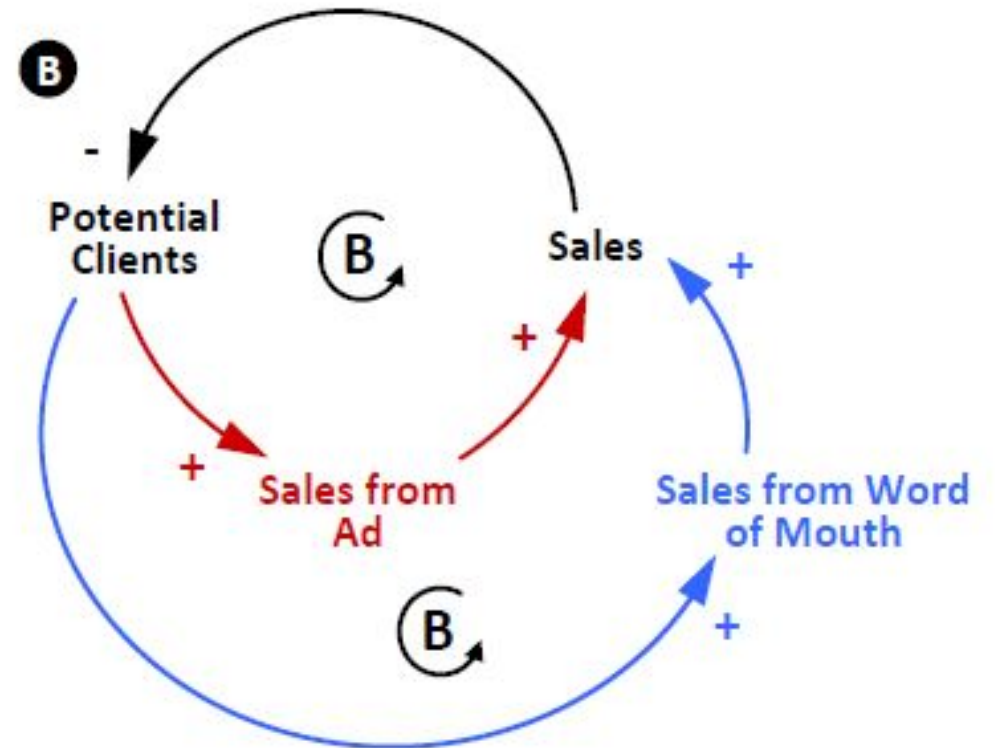 B
-
Potential
Clients
B
Sales
+
+
+
Sales from
Ad
Sales from Word
of Mouth
B
+